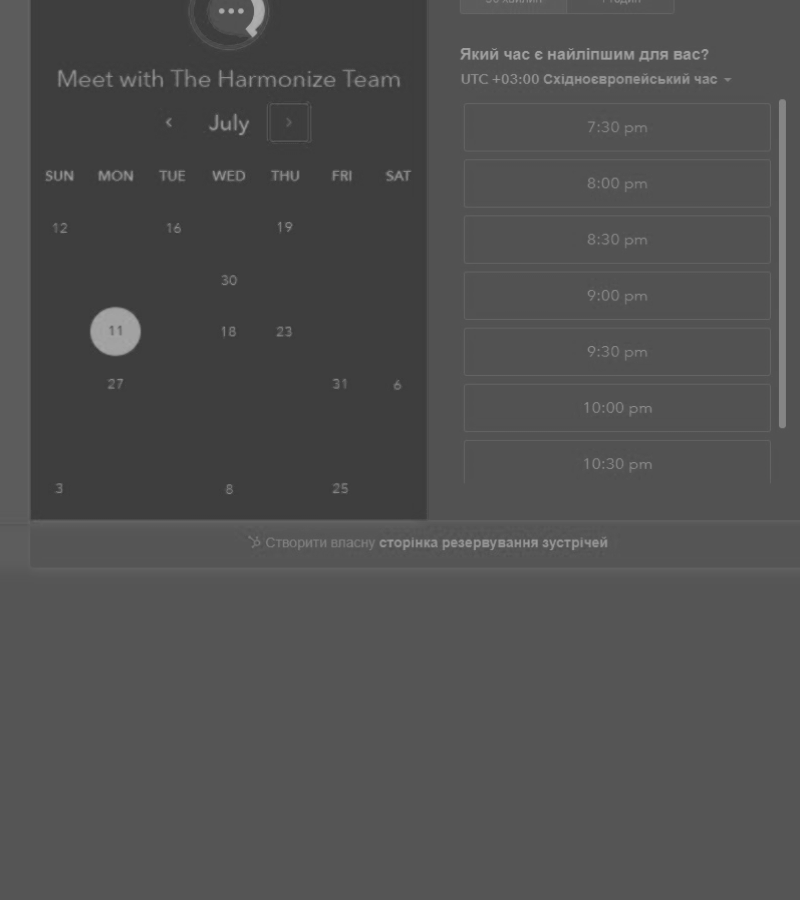 Meet with The Harmonize Team
July
SUN MON TUE WED THU FRI SAT
12 16 19
30
11 18 23
27 31 6
3 8 25
Який час є найліпшим для вас?
UTC +03:00 Східноєвропейський час
7:30 pm
8:00 pm
8:30 pm
9:00 pm
9:30 pm
10:00 pm
10:30 pm
Створити власну сторінка резервування зустрічей